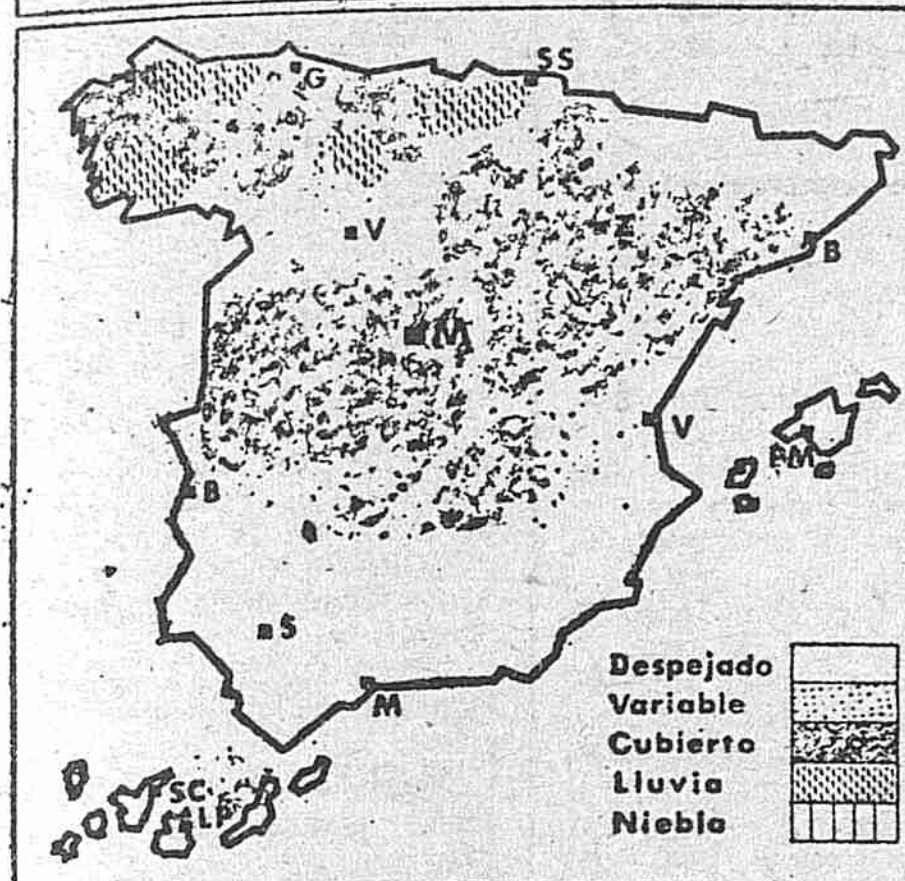 G
SS
V
Z
B
M
V
PM
B
S
M
SC
LP
Despejado
Variable
Cubierto
Lluvia
Niebla